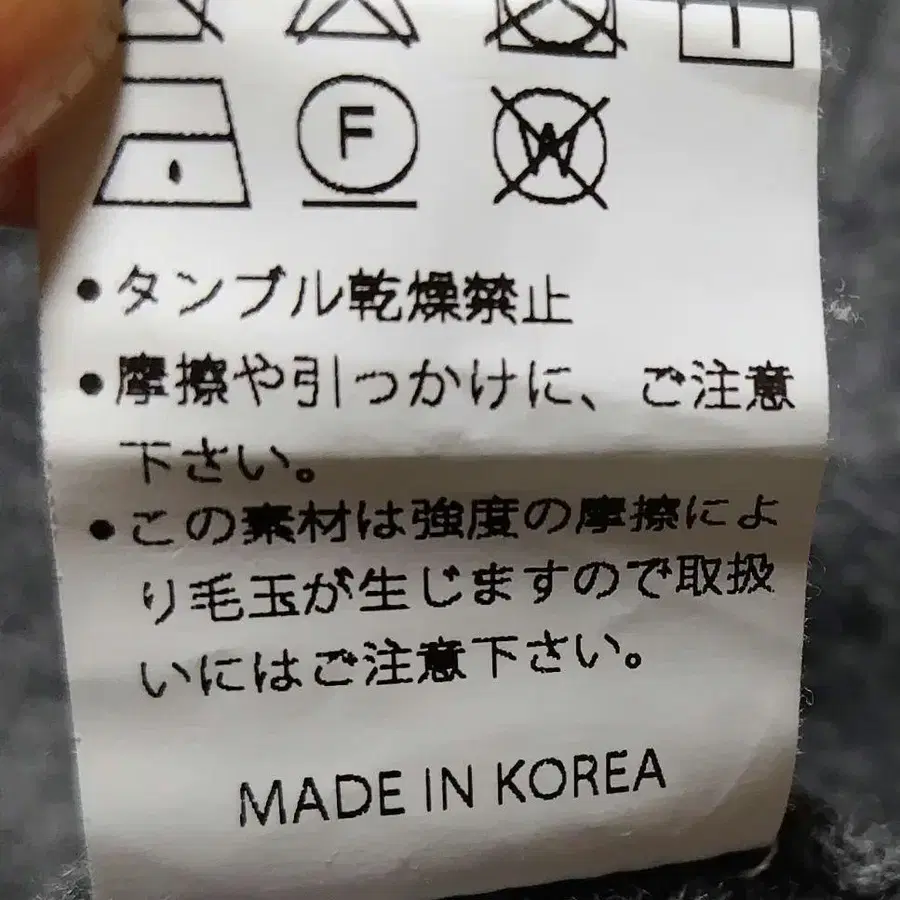 F
W
• タンブル乾燥禁止
• 摩擦や引っかけに、ご注意
下さい。
• この素材は強度の摩擦によ
り毛玉が生じますので取扱
いにはご注意下さい。
MADE IN KOREA